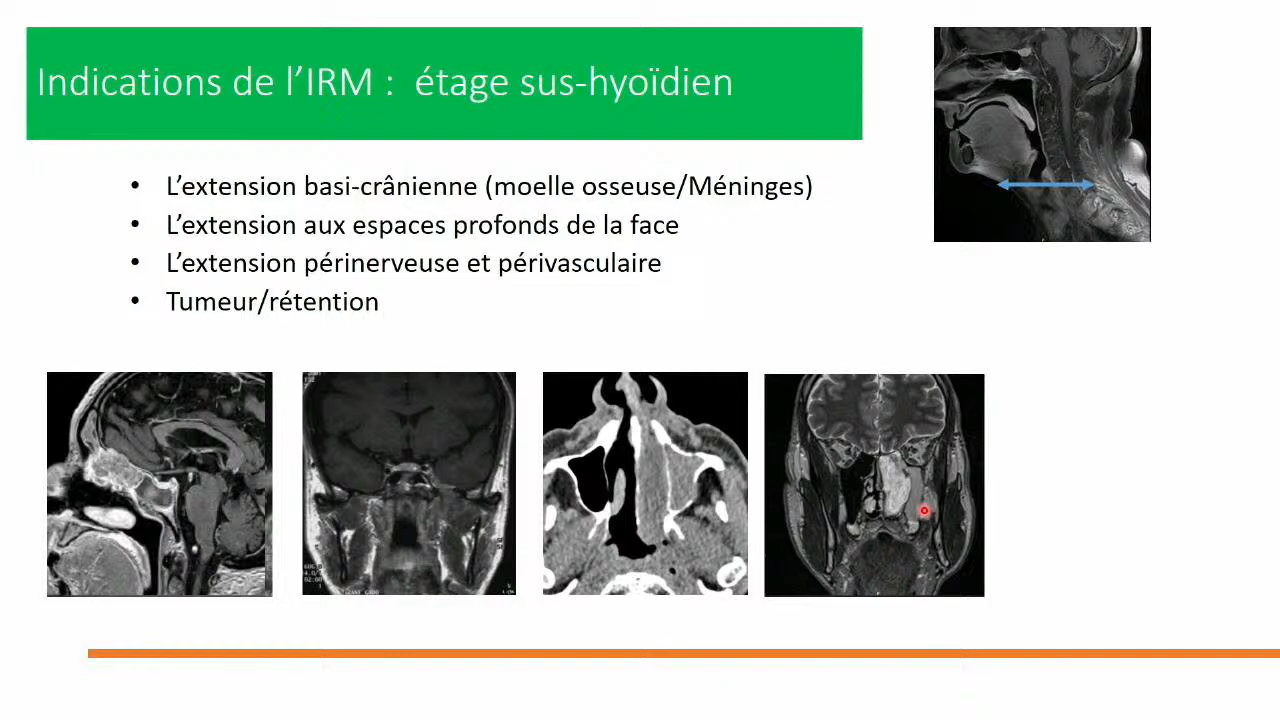 Indications de l’IRM : étage sus-hyoïdien
• L’extension basi-crânienne (moelle osseuse/Méninges)
• L’extension aux espaces profonds de la face
• L’extension périnerveuse et périvasculaire
• Tumeur/rétention